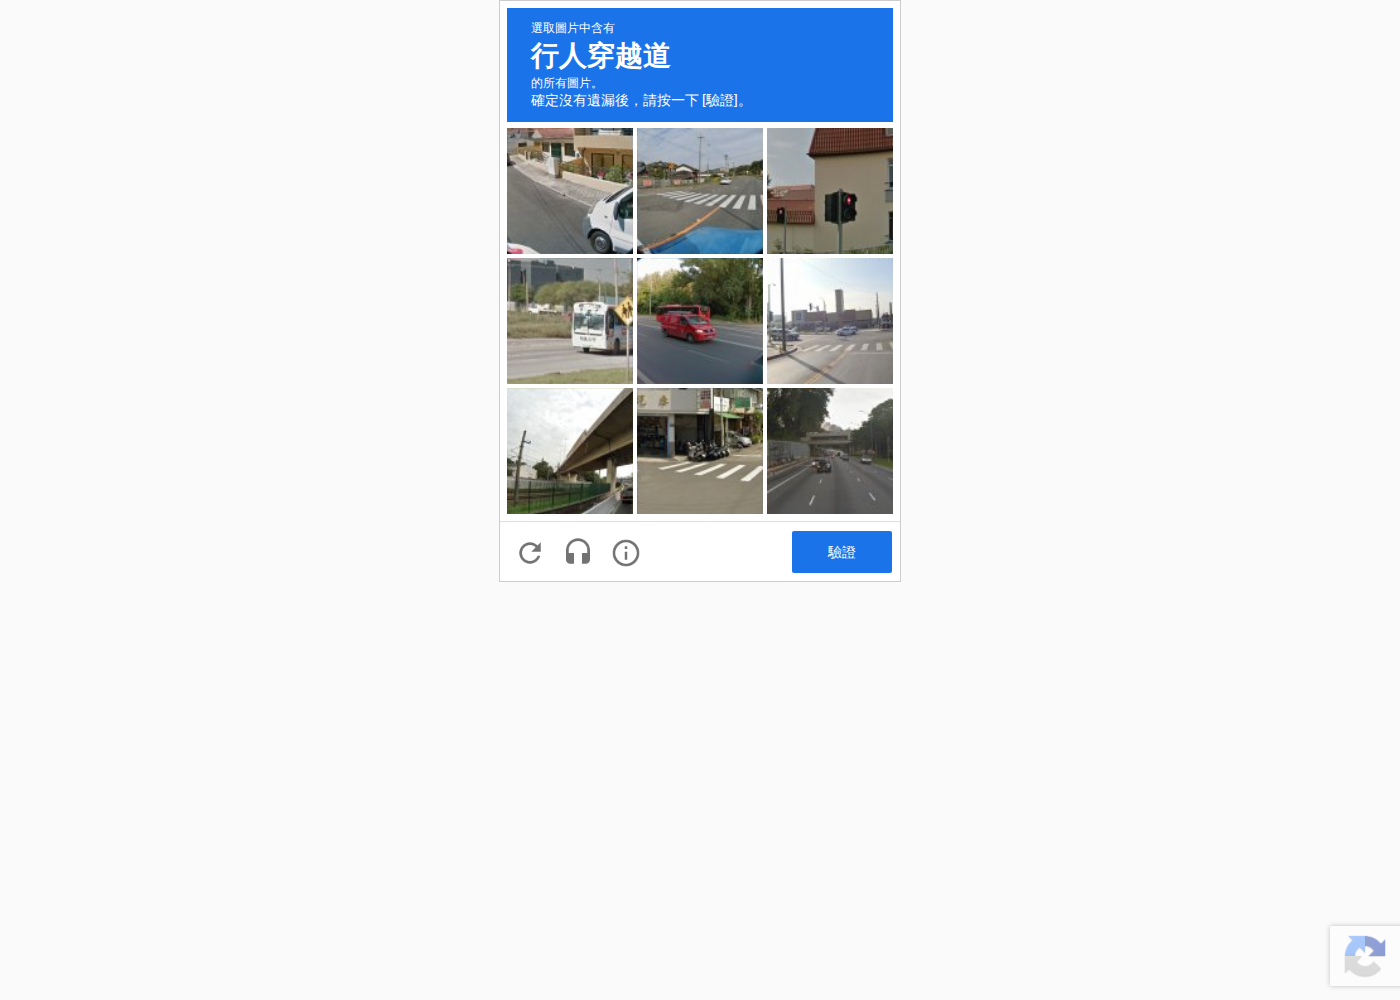 選取圖片中含有
行人穿越道
的所有圖片。
確定沒有遺漏後，請按一下 [驗證]。
驗證